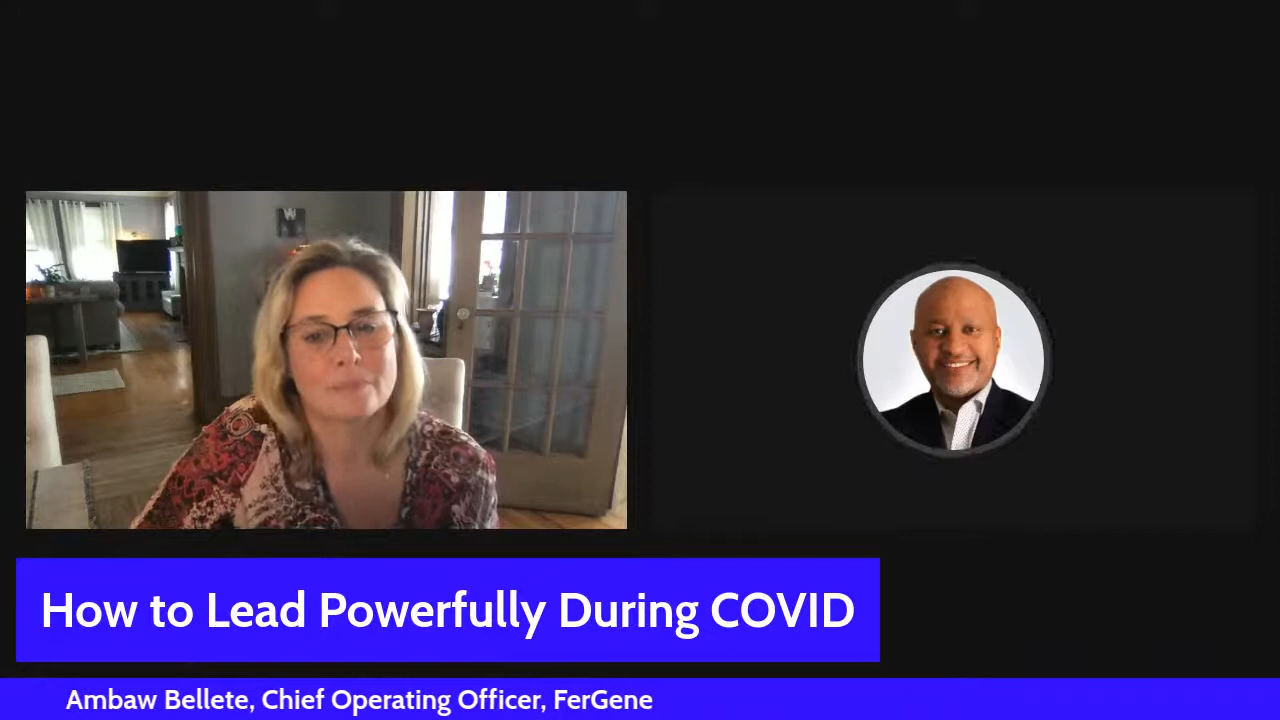 How to Lead Powerfully During COVID
Ambaw Bellete, Chief Operating Officer, FerGene